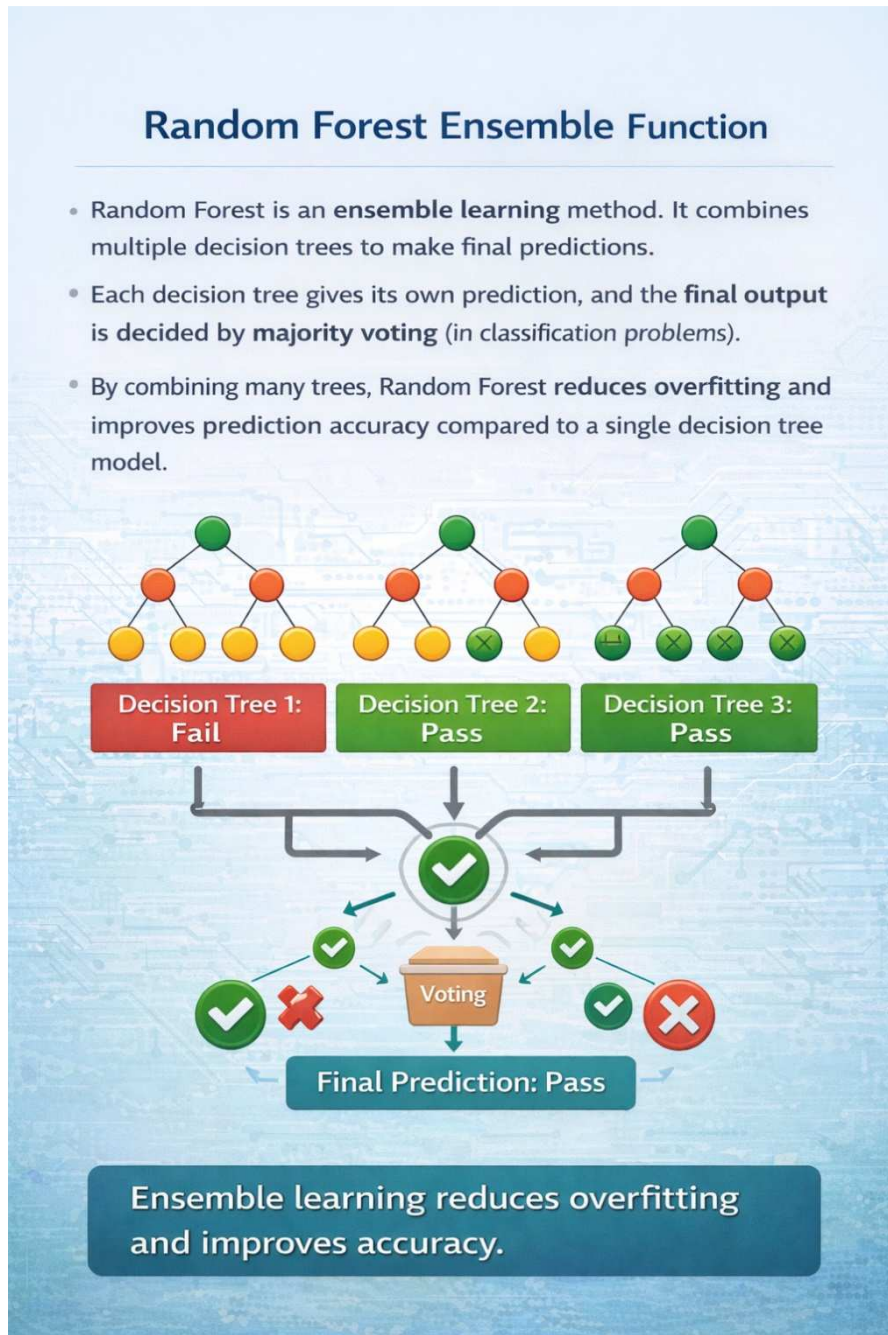 Random Forest Ensemble Function
• Random Forest is an ensemble learning method. It combines
multiple decision trees to make final predictions.
• Each decision tree gives its own prediction, and the final output
is decided by majority voting (in classification problems).
• By combining many trees, Random Forest reduces overfitting and
improves prediction accuracy compared to a single decision tree
model.
Decision Tree 1:
Fail
Decision Tree 2:
Pass
Decision Tree 3:
Pass
Voting
Final Prediction: Pass
Ensemble learning reduces overfitting
and improves accuracy.